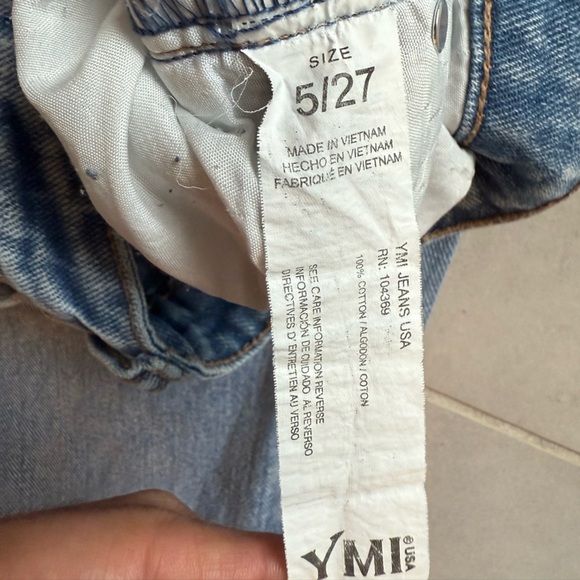 SIZE
5/27
MADE IN VIETNAM
HECHO EN VIETNAM
FABRIQUÉ EN VIETNAM
YMI JEANS USA
RN: 104369
100% COTTON / ALGODON / COTON
SEE CARE INFORMATION REVERSE
INFORMACIÓN DE CUIDADO AL REVERSO
DIRECTIVES D' ENTRETIEN AU VERSO
YMI® USA